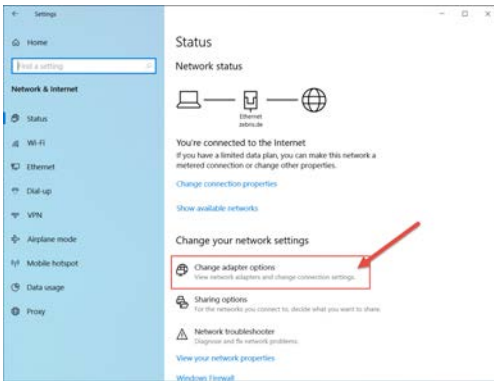 Settings
Home
Find a setting
Network & Internet
Status
Wi-Fi
Ethernet
Dial-up
VPN
Airplane mode
Mobile hotspot
Data usage
Proxy
Status
Network status
Ethernet
zebris.de
You're connected to the Internet
If you have a limited data plan, you can make this network a
metered connection or change other properties.
Change connection properties
Show available networks
Change your network settings
Change adapter options
View network adapters and change connection settings.
Sharing options
For the networks you connect to, decide what you want to share.
Network troubleshooter
Diagnose and fix network problems.
View your network properties
Windows Firewall